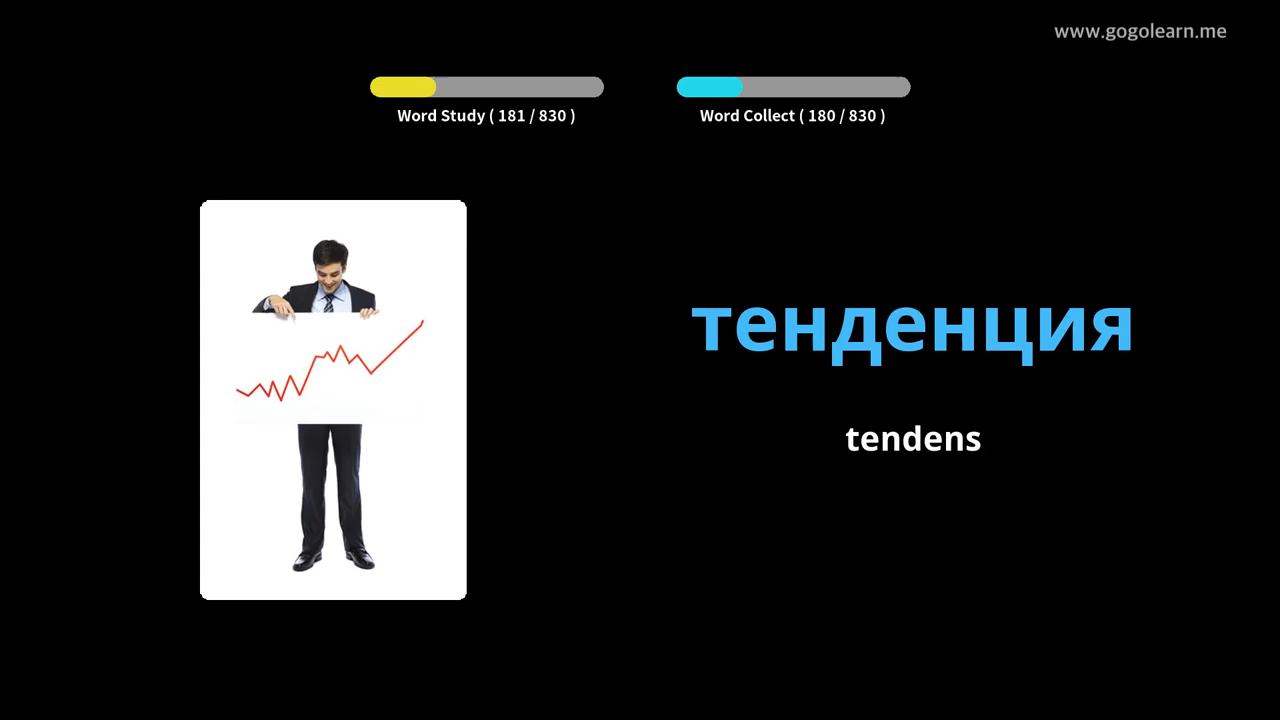 www.gogolearn.me
Word Study ( 181 / 830 )
Word Collect ( 180 / 830 )
тенденция
tendens